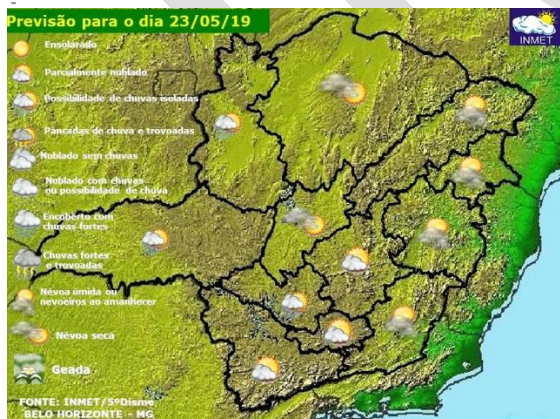 Previsão para o dia 23/05/19
INMET
Ensolarado
Parcialmente nublado
Possibilidade de chuvas isoladas
Pancadas de chuva e trovoadas
Nublado sem chuvas
Nublado com chuvas
ou possibilidade de chuva
Encoberto com
chuvas fortes
Chuvas fortes
e trovoadas
Névoa úmida ou
nevoeiros ao amanhecer
Névoa seca
Geada
FONTE: INMET/5ºDisme
BELO HORIZONTE - MG